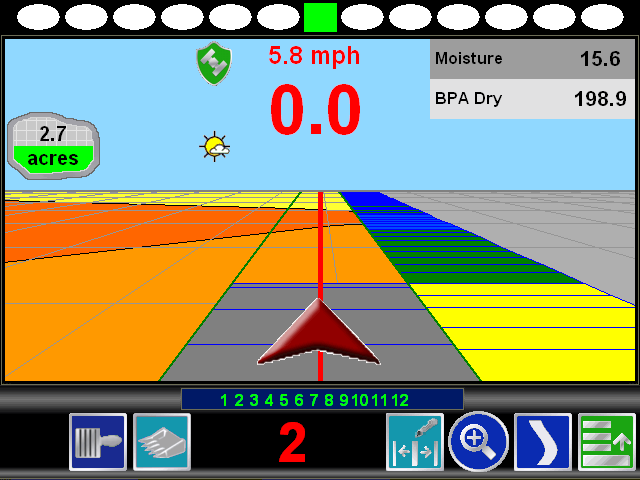 5.8 mph
0.0
Moisture 15.6
BPA Dry 198.9
2.7
acres
1 2 3 4 5 6 7 8 9 10 11 12
2